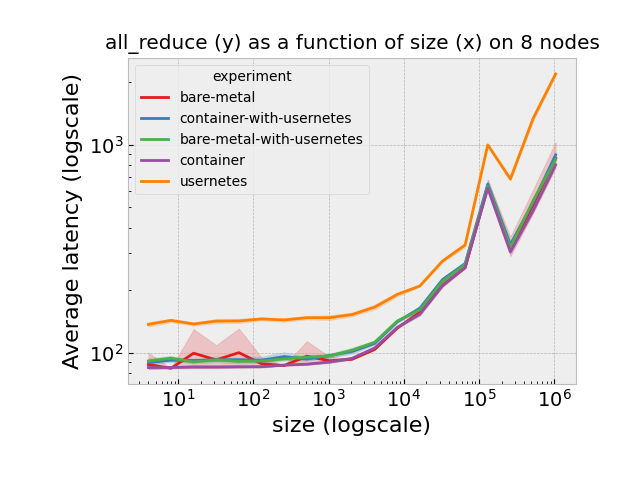 all_reduce (y) as a function of size (x) on 8 nodes
Average latency (logscale)
10³
10²
experiment
bare-metal
container-with-usernetes
bare-metal-with-usernetes
container
usernetes
10¹ 10² 10³ 10⁴ 10⁵ 10⁶
size (logscale)